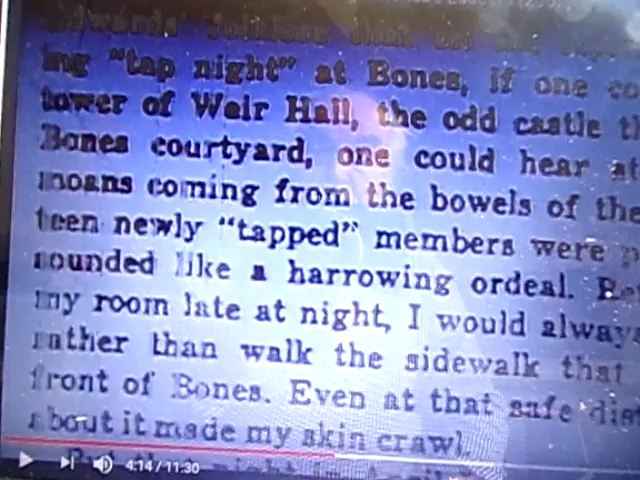 ing "tap night" at Bones, if one
tower of Weir Hall, the odd castle
Bones courtyard, one could hear
moans coming from the bowels of the
teen newly "tapped" members were
sounded like a harrowing ordeal.
my room late at night, I would always
rather than walk the sidewalk that
front of Bones. Even at that safe
about it made my skin crawl.
4:14 / 11:30